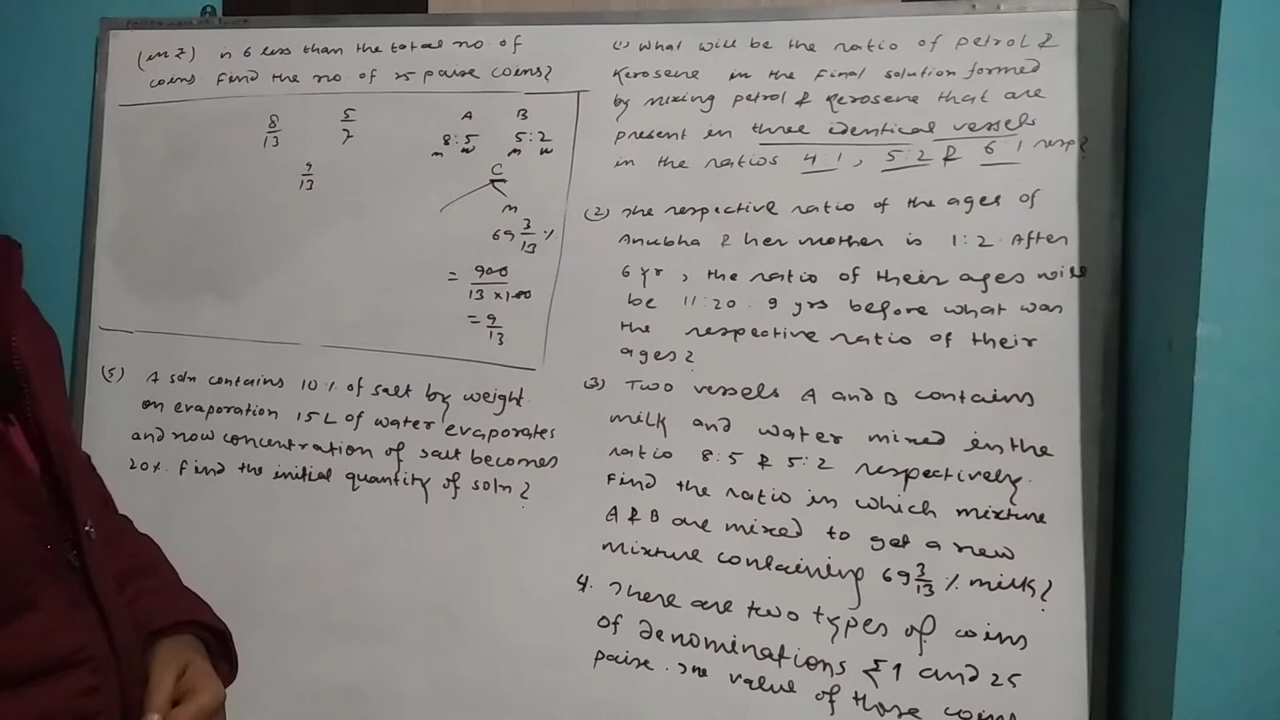 (in ₹) is 6 less than the total no. of
coins. Find the no. of 25 paise coins?
8/13 5/7
9/13
A B
8:5 5:2
m w m w
C
m
69 3/13 %
= 900/13×100
= 9/13
(5) A soln contains 10% of salt by weight.
on evaporation 15L of water evaporates
and now concentration of salt becomes
20%. Find the initial quantity of soln?
(1) What will be the ratio of petrol &
Kerosene in the final solution formed
by mixing petrol & kerosene that are
present in three identical vessels
in the ratios 4:1, 5:2 & 6:1 resp?
(2) The respective ratio of the ages of
Anubha & her mother is 1:2. After
6 yr, the ratio of their ages will
be 11:20. 9 yrs before what was
the respective ratio of their
ages?
(3) Two vessels A and B contains
milk and water mixed in the
ratio 8:5 & 5:2 respectively.
Find the ratio in which mixture
A & B are mixed to get a new
mixture containing 69 3/13 % milk?
4. There are two types of coins
of denominations ₹1 and 25
paise. The value of those coins